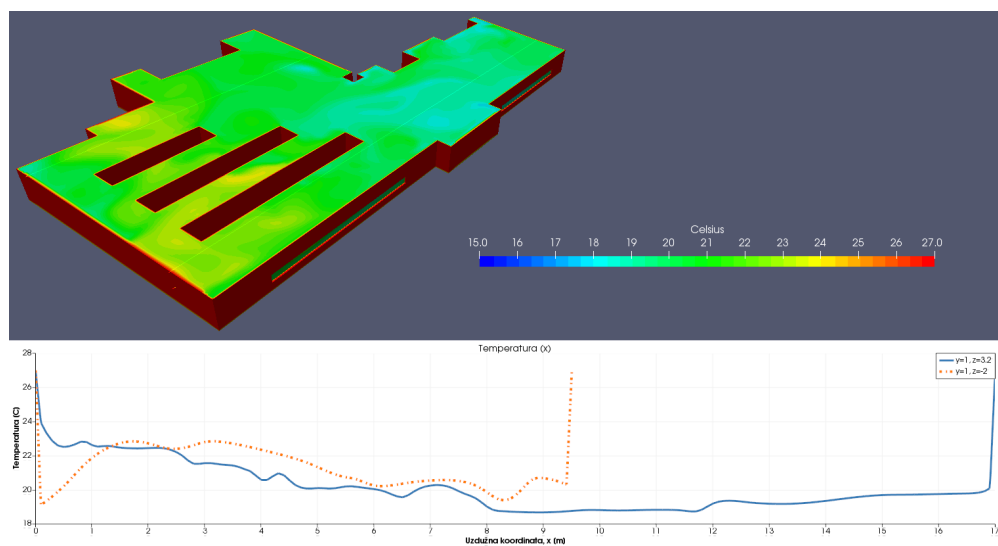 Celsius
15.0 16 17 18 19 20 21 22 23 24 25 26 27.0
Temperatura (x)
y=1, z=3.2
y=1, z=-2
28
26
24
22
20
18
Temperatura (C)
0 1 2 3 4 5 6 7 8 9 10 11 12 13 14 15 16 17
Uzdužna koordinata, x (m)